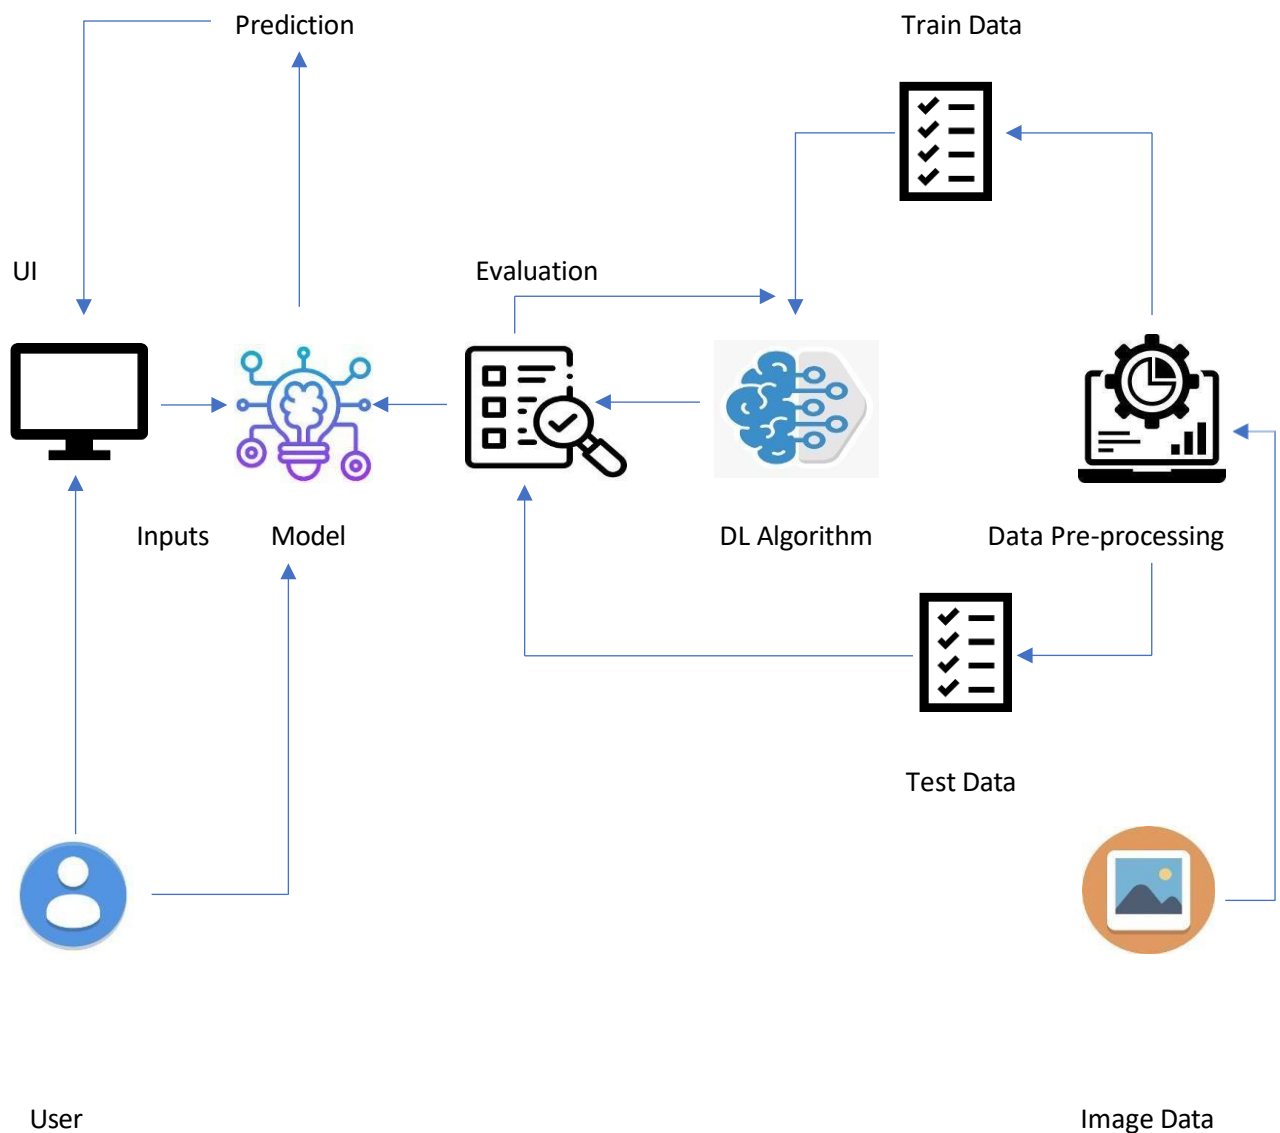 Prediction
Train Data
UI
Evaluation
Inputs
Model
DL Algorithm
Data Pre-processing
Test Data
User
Image Data